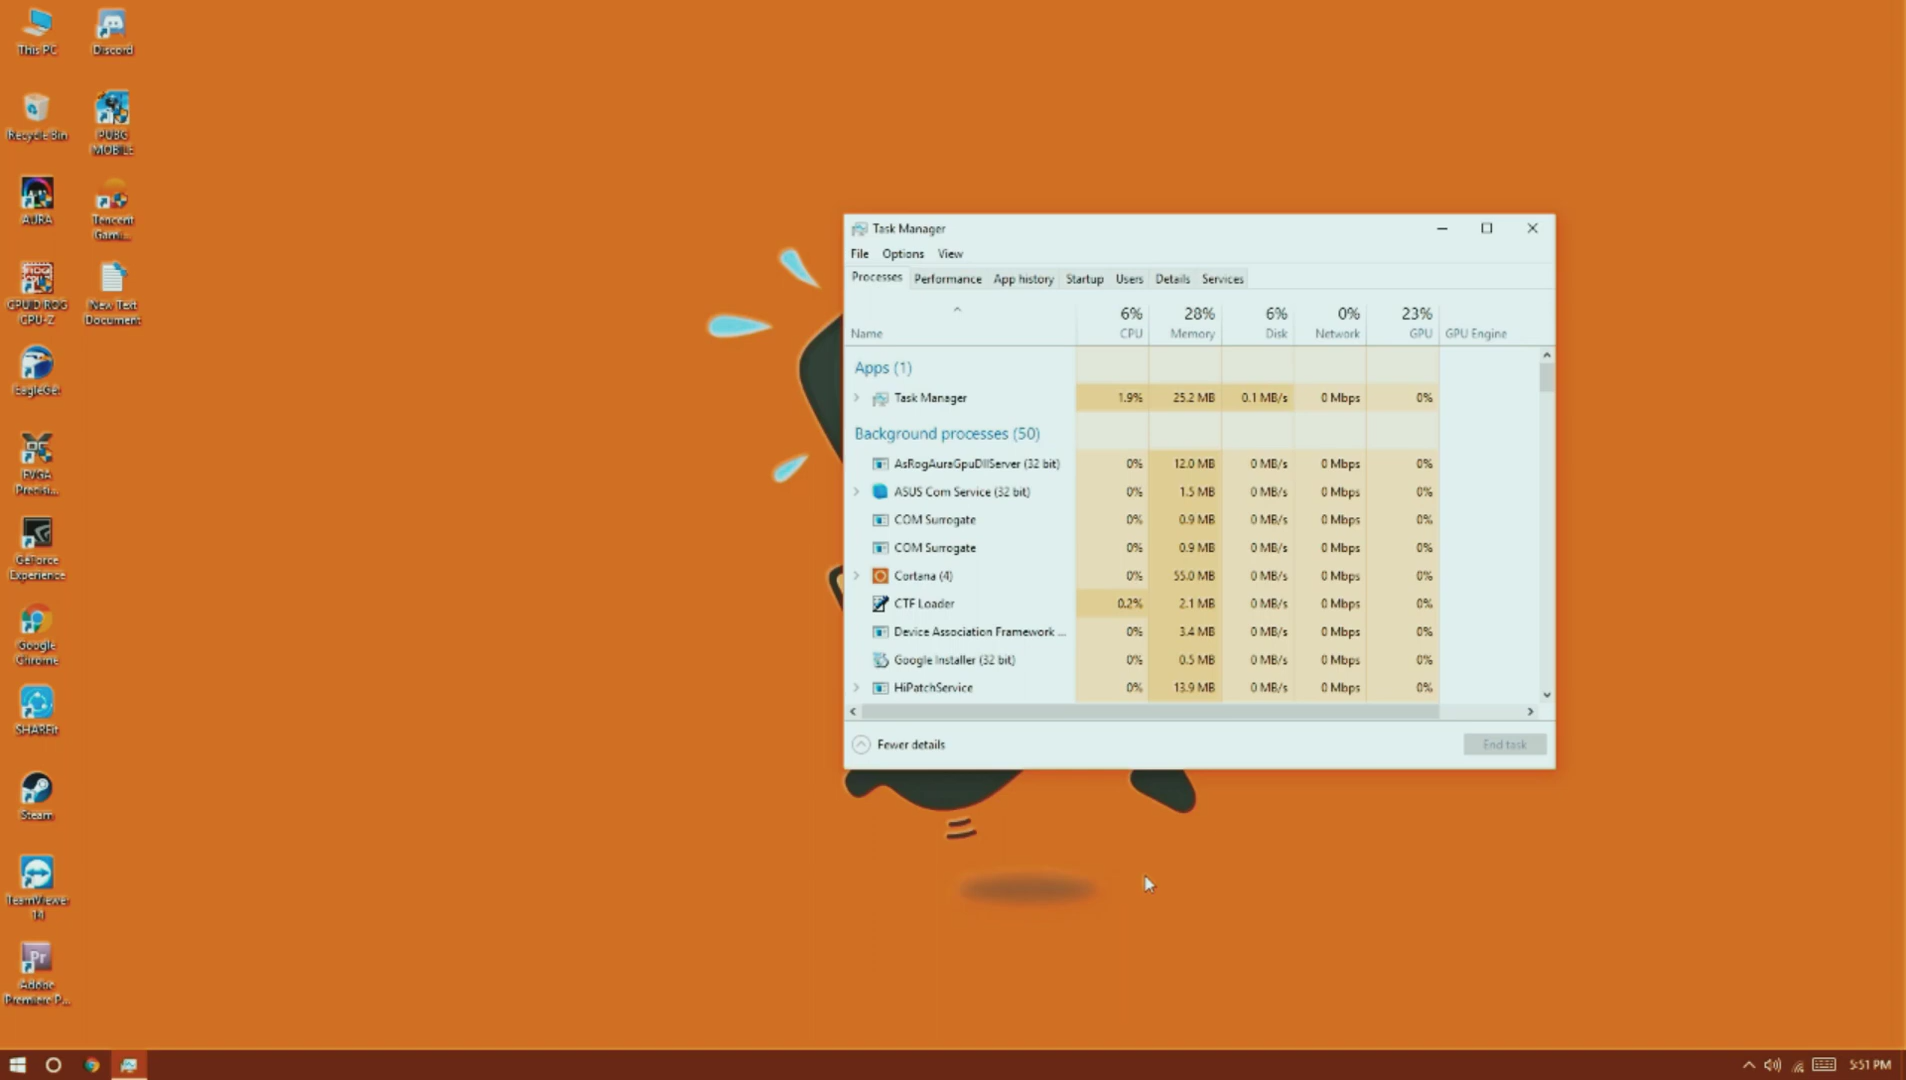 This PC
Discord
Recycle Bin
PUBG
MOBILE
AURA
Tencent
Gami...
CPUID ROG
CPU-Z
New Text
Document
EagleGet
EVGA
Precisi...
GeForce
Experience
Google
Chrome
SHAREit
Steam
TeamViewer
14
Adobe
Premiere P...
Task Manager
File Options View
Processes Performance App history Startup Users Details Services
6% 28% 6% 0% 23%
Name CPU Memory Disk Network GPU GPU Engine
Apps (1)
Task Manager 1.9% 25.2 MB 0.1 MB/s 0 Mbps 0%
Background processes (50)
AsRogAuraGpuDllServer (32 bit) 0% 12.0 MB 0 MB/s 0 Mbps 0%
ASUS Com Service (32 bit) 0% 1.5 MB 0 MB/s 0 Mbps 0%
COM Surrogate 0% 0.9 MB 0 MB/s 0 Mbps 0%
COM Surrogate 0% 0.9 MB 0 MB/s 0 Mbps 0%
Cortana (4) 0% 55.0 MB 0 MB/s 0 Mbps 0%
CTF Loader 0.2% 2.1 MB 0 MB/s 0 Mbps 0%
Device Association Framework ... 0% 3.4 MB 0 MB/s 0 Mbps 0%
Google Installer (32 bit) 0% 0.5 MB 0 MB/s 0 Mbps 0%
HiPatchService 0% 13.9 MB 0 MB/s 0 Mbps 0%
Fewer details
End task
5:51 PM